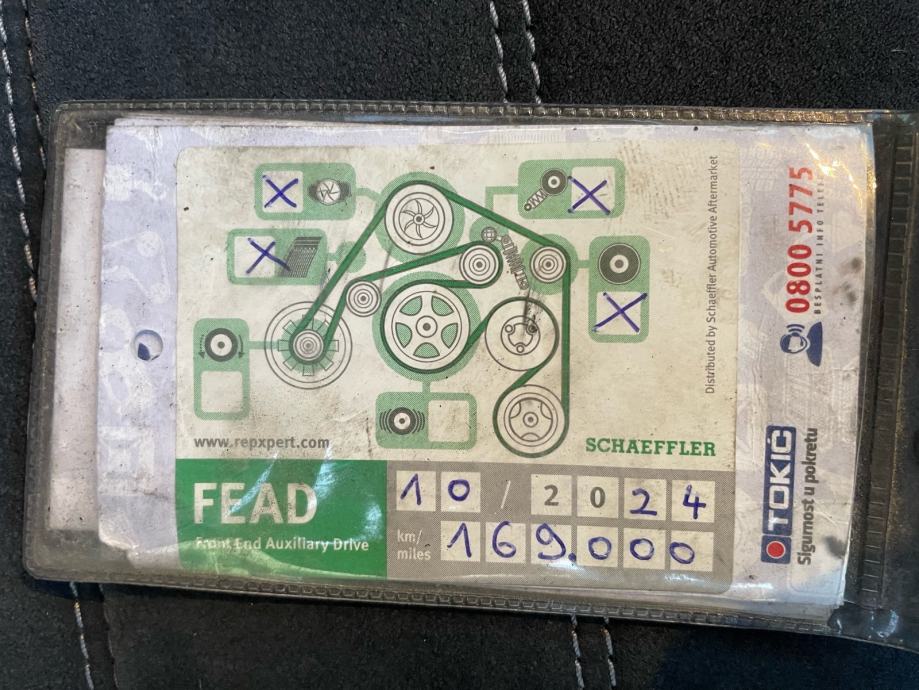 X
X
X
X
www.repxpert.com
SCHAEFFLER
FEAD
Front End Auxiliary Drive
10 / 2024
km/
miles
169.000
Distributed by Schaeffler Automotive Aftermarket
0800 5775
BESPLATNI INFO TELEF
TOKIĆ
Sigurnost u pokretu